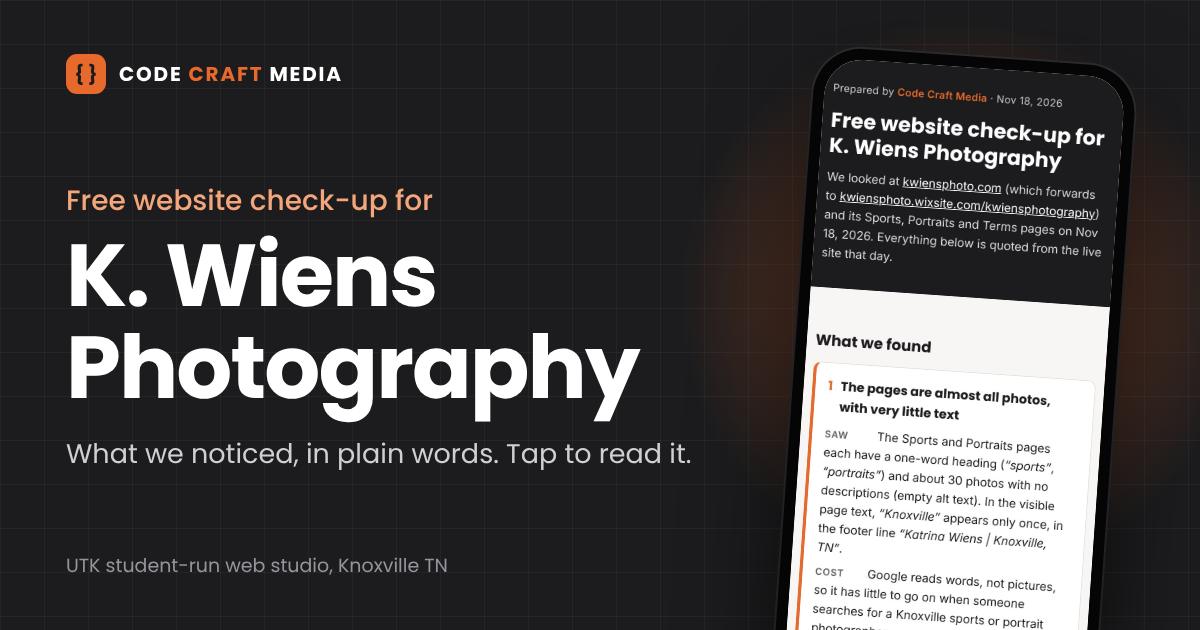 { } CODE CRAFT MEDIA
Free website check-up for
K. Wiens
Photography
What we noticed, in plain words. Tap to read it.
UTK student-run web studio, Knoxville TN
Prepared by Code Craft Media · Nov 18, 2026
Free website check-up for
K. Wiens Photography
We looked at kwiensphoto.com (which forwards
to kwiensphoto.wixsite.com/kwiensphotography)
and its Sports, Portraits and Terms pages on Nov
18, 2026. Everything below is quoted from the live
site that day.
What we found
1 The pages are almost all photos,
with very little text
SAW The Sports and Portraits pages
each have a one-word heading (“sports”,
“portraits”) and about 30 photos with no
descriptions (empty alt text). In the visible
page text, “Knoxville” appears only once, in
the footer line “Katrina Wiens | Knoxville,
TN”.
COST Google reads words, not pictures,
so it has little to go on when someone
searches for a Knoxville sports or portrait